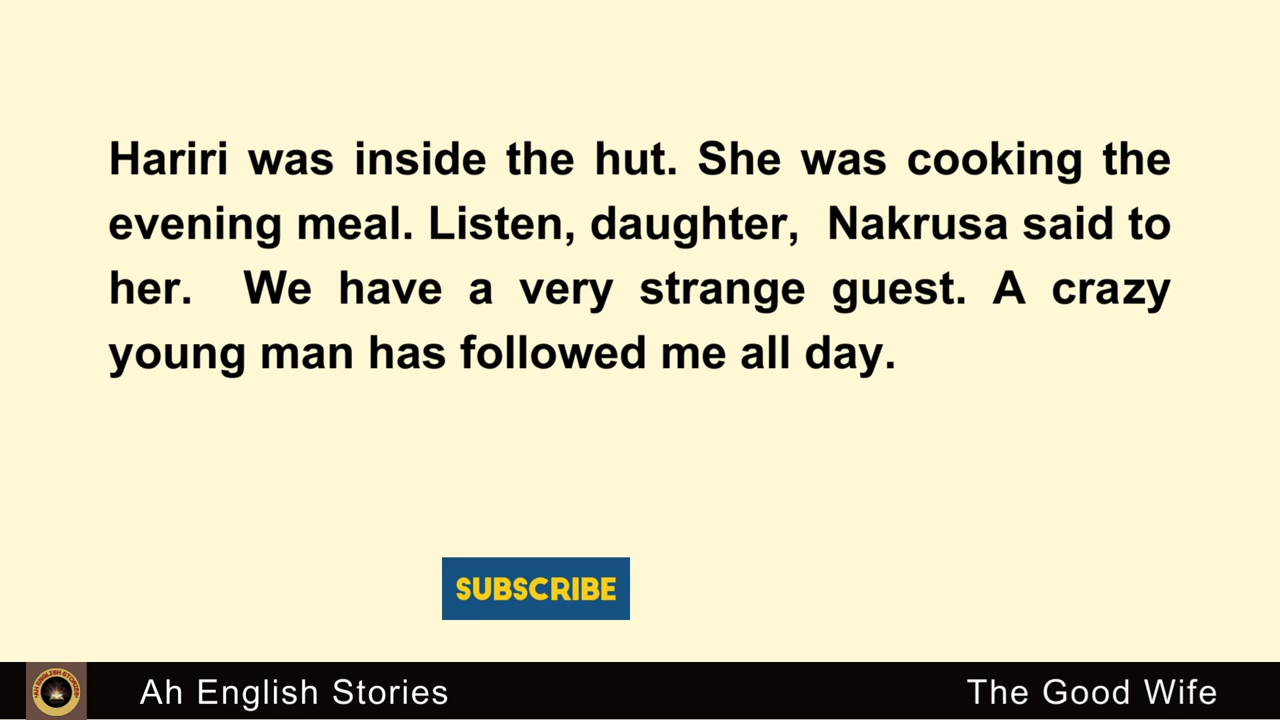 Hariri was inside the hut. She was cooking the
evening meal. Listen, daughter,  Nakrusa said to
her.  We have a very strange guest. A crazy
young man has followed me all day.
SUBSCRIBE
Ah English Stories
The Good Wife